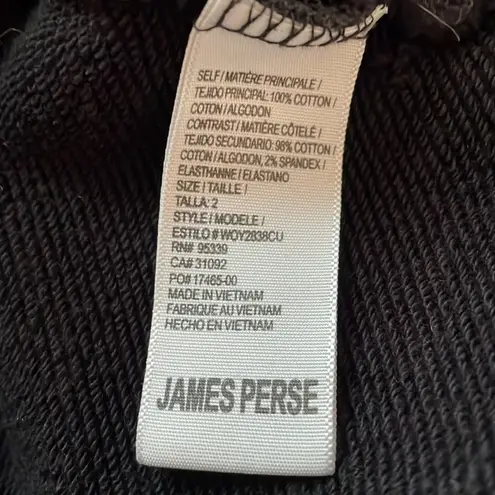 SELF / MATIÈRE PRINCIPALE /
TEJIDO PRINCIPAL: 100% COTTON /
COTON / ALGODON
CONTRAST / MATIÈRE CÔTELÉ /
TEJIDO SECUNDARIO: 98% COTTON /
COTON / ALGODON, 2% SPANDEX /
ELASTHANNE / ELASTANO
SIZE / TAILLE /
TALLA: 2
STYLE / MODELE /
ESTILO # WOY2838CU
RN# 95339
CA# 31092
PO# 17465-00
MADE IN VIETNAM
FABRIQUE AU VIETNAM
HECHO EN VIETNAM
JAMES PERSE